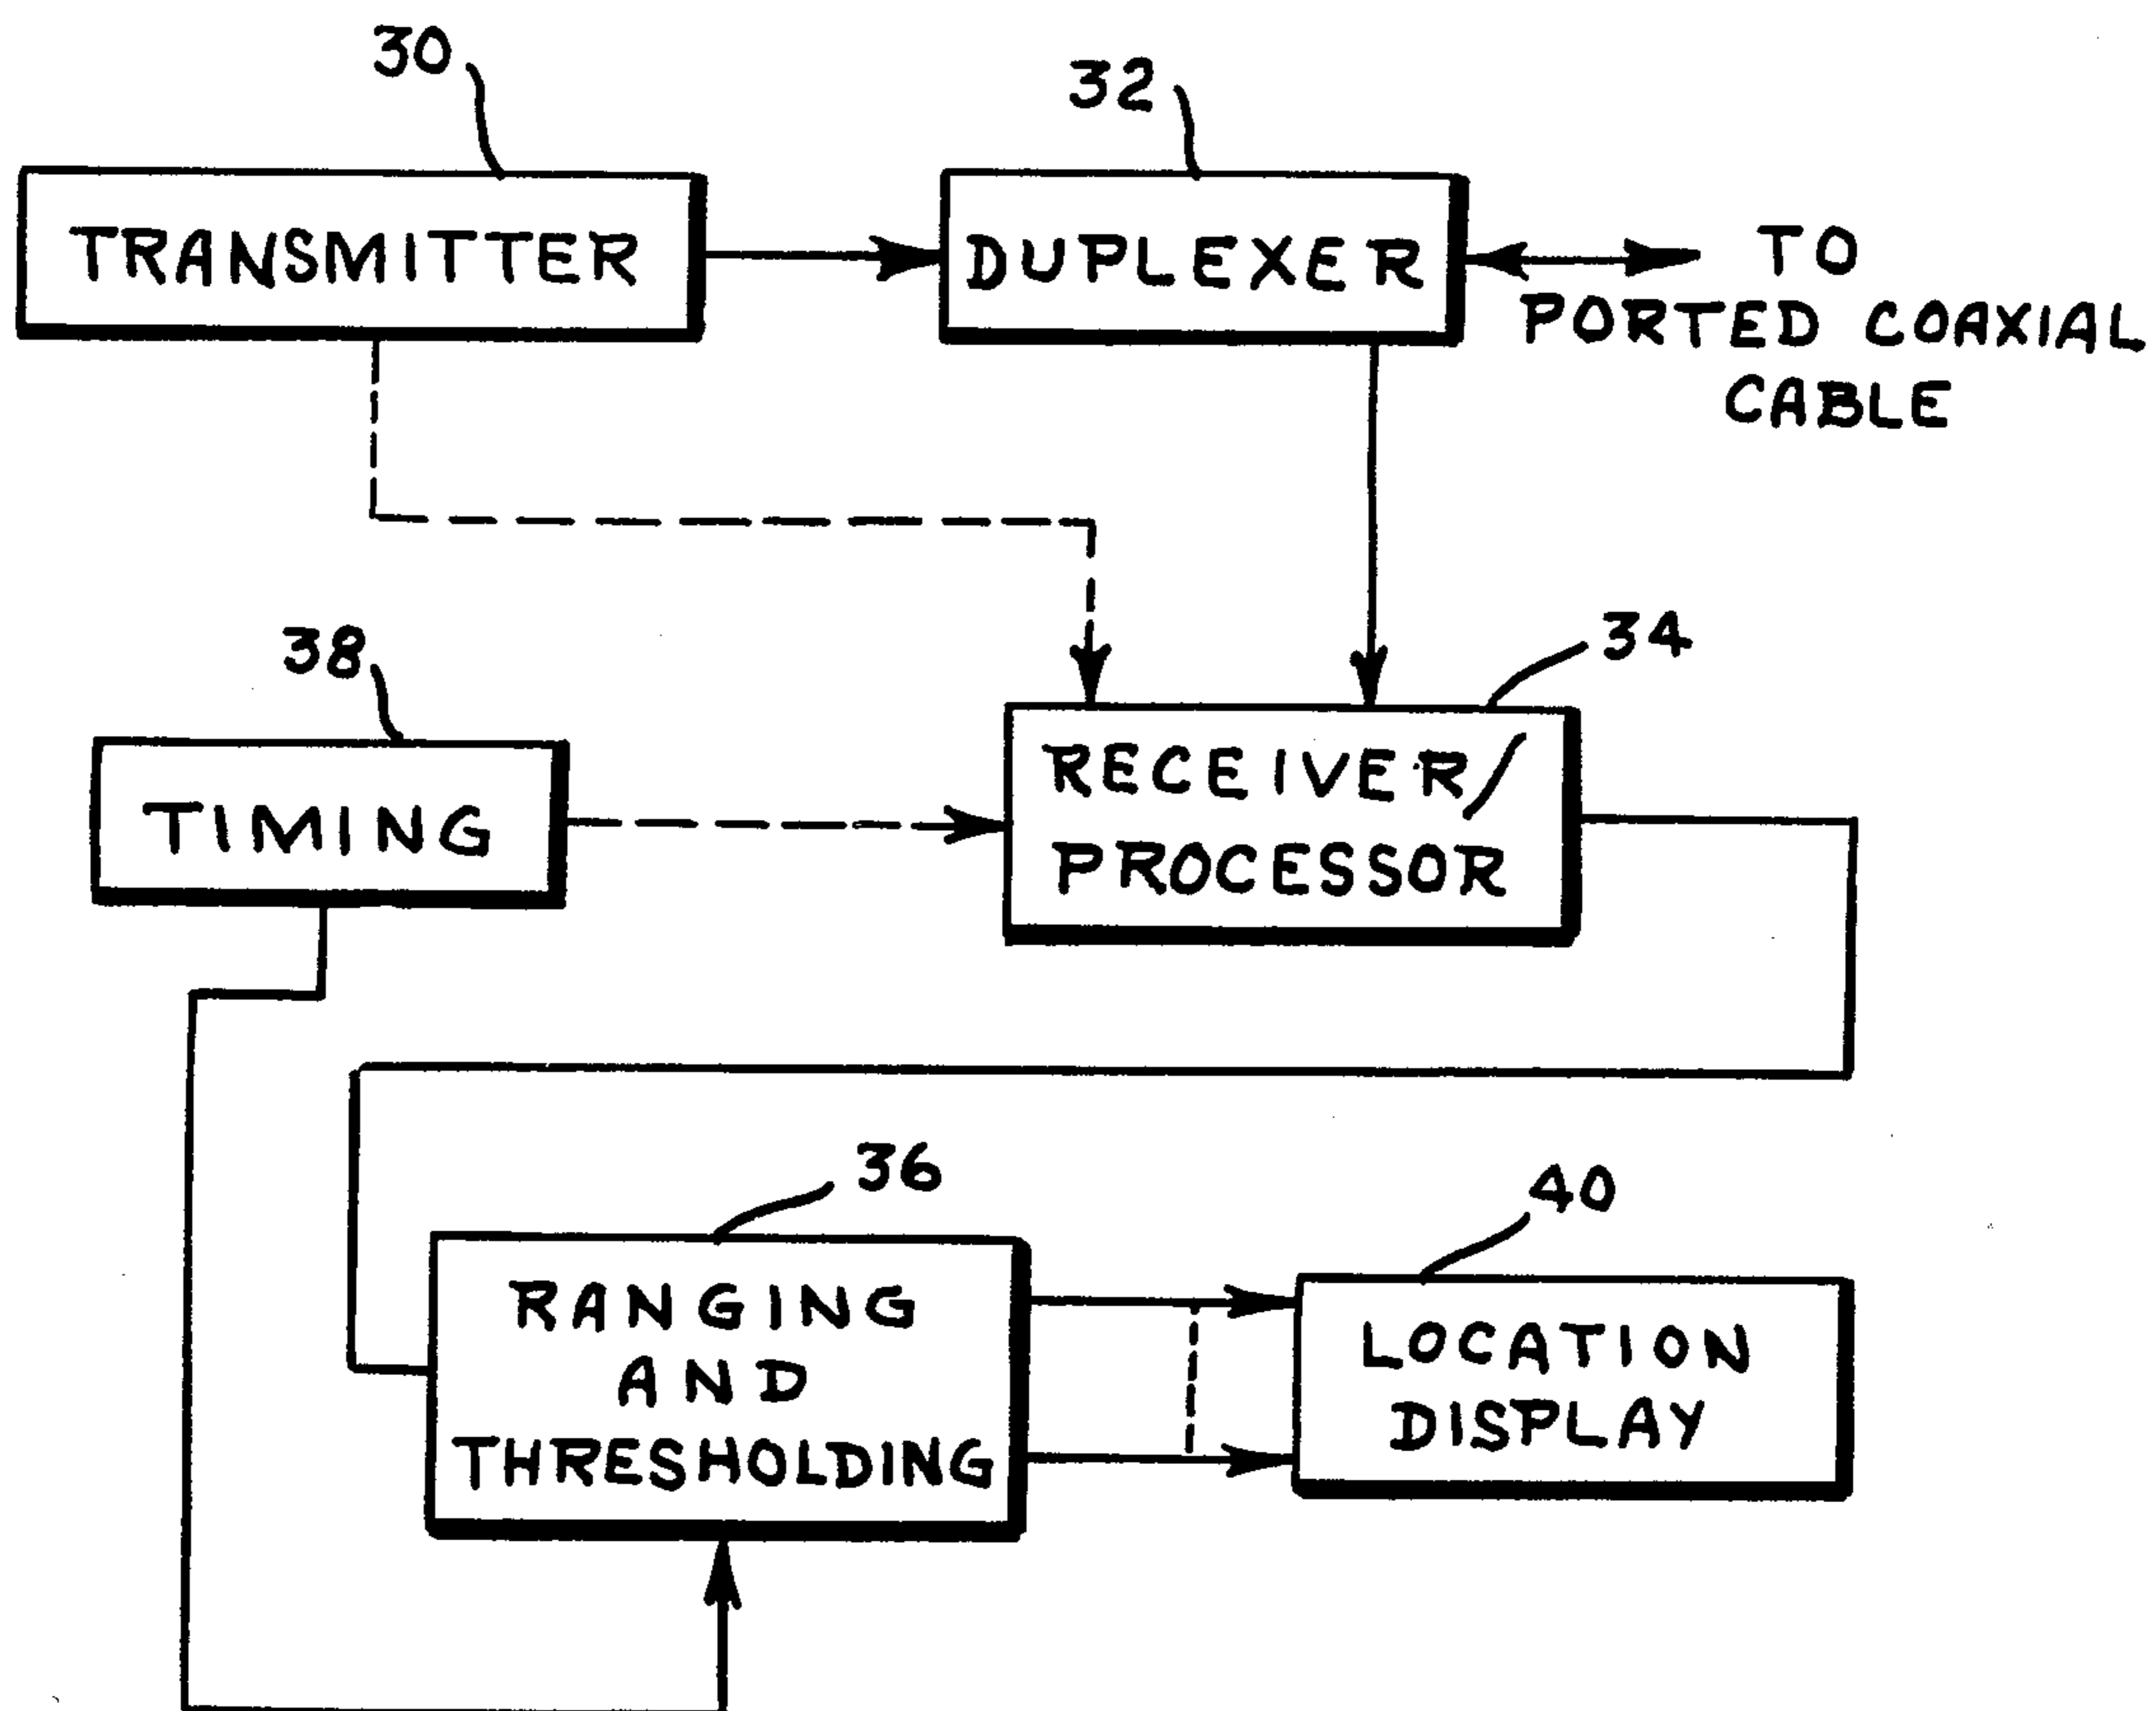 30
32
TRANSMITTER
DUPLEXER
TO
PORTED COAXIAL
CABLE
38
34
TIMING
RECEIVER/
PROCESSOR
36
40
RANGING
AND
THRESHOLDING
LOCATION
DISPLAY